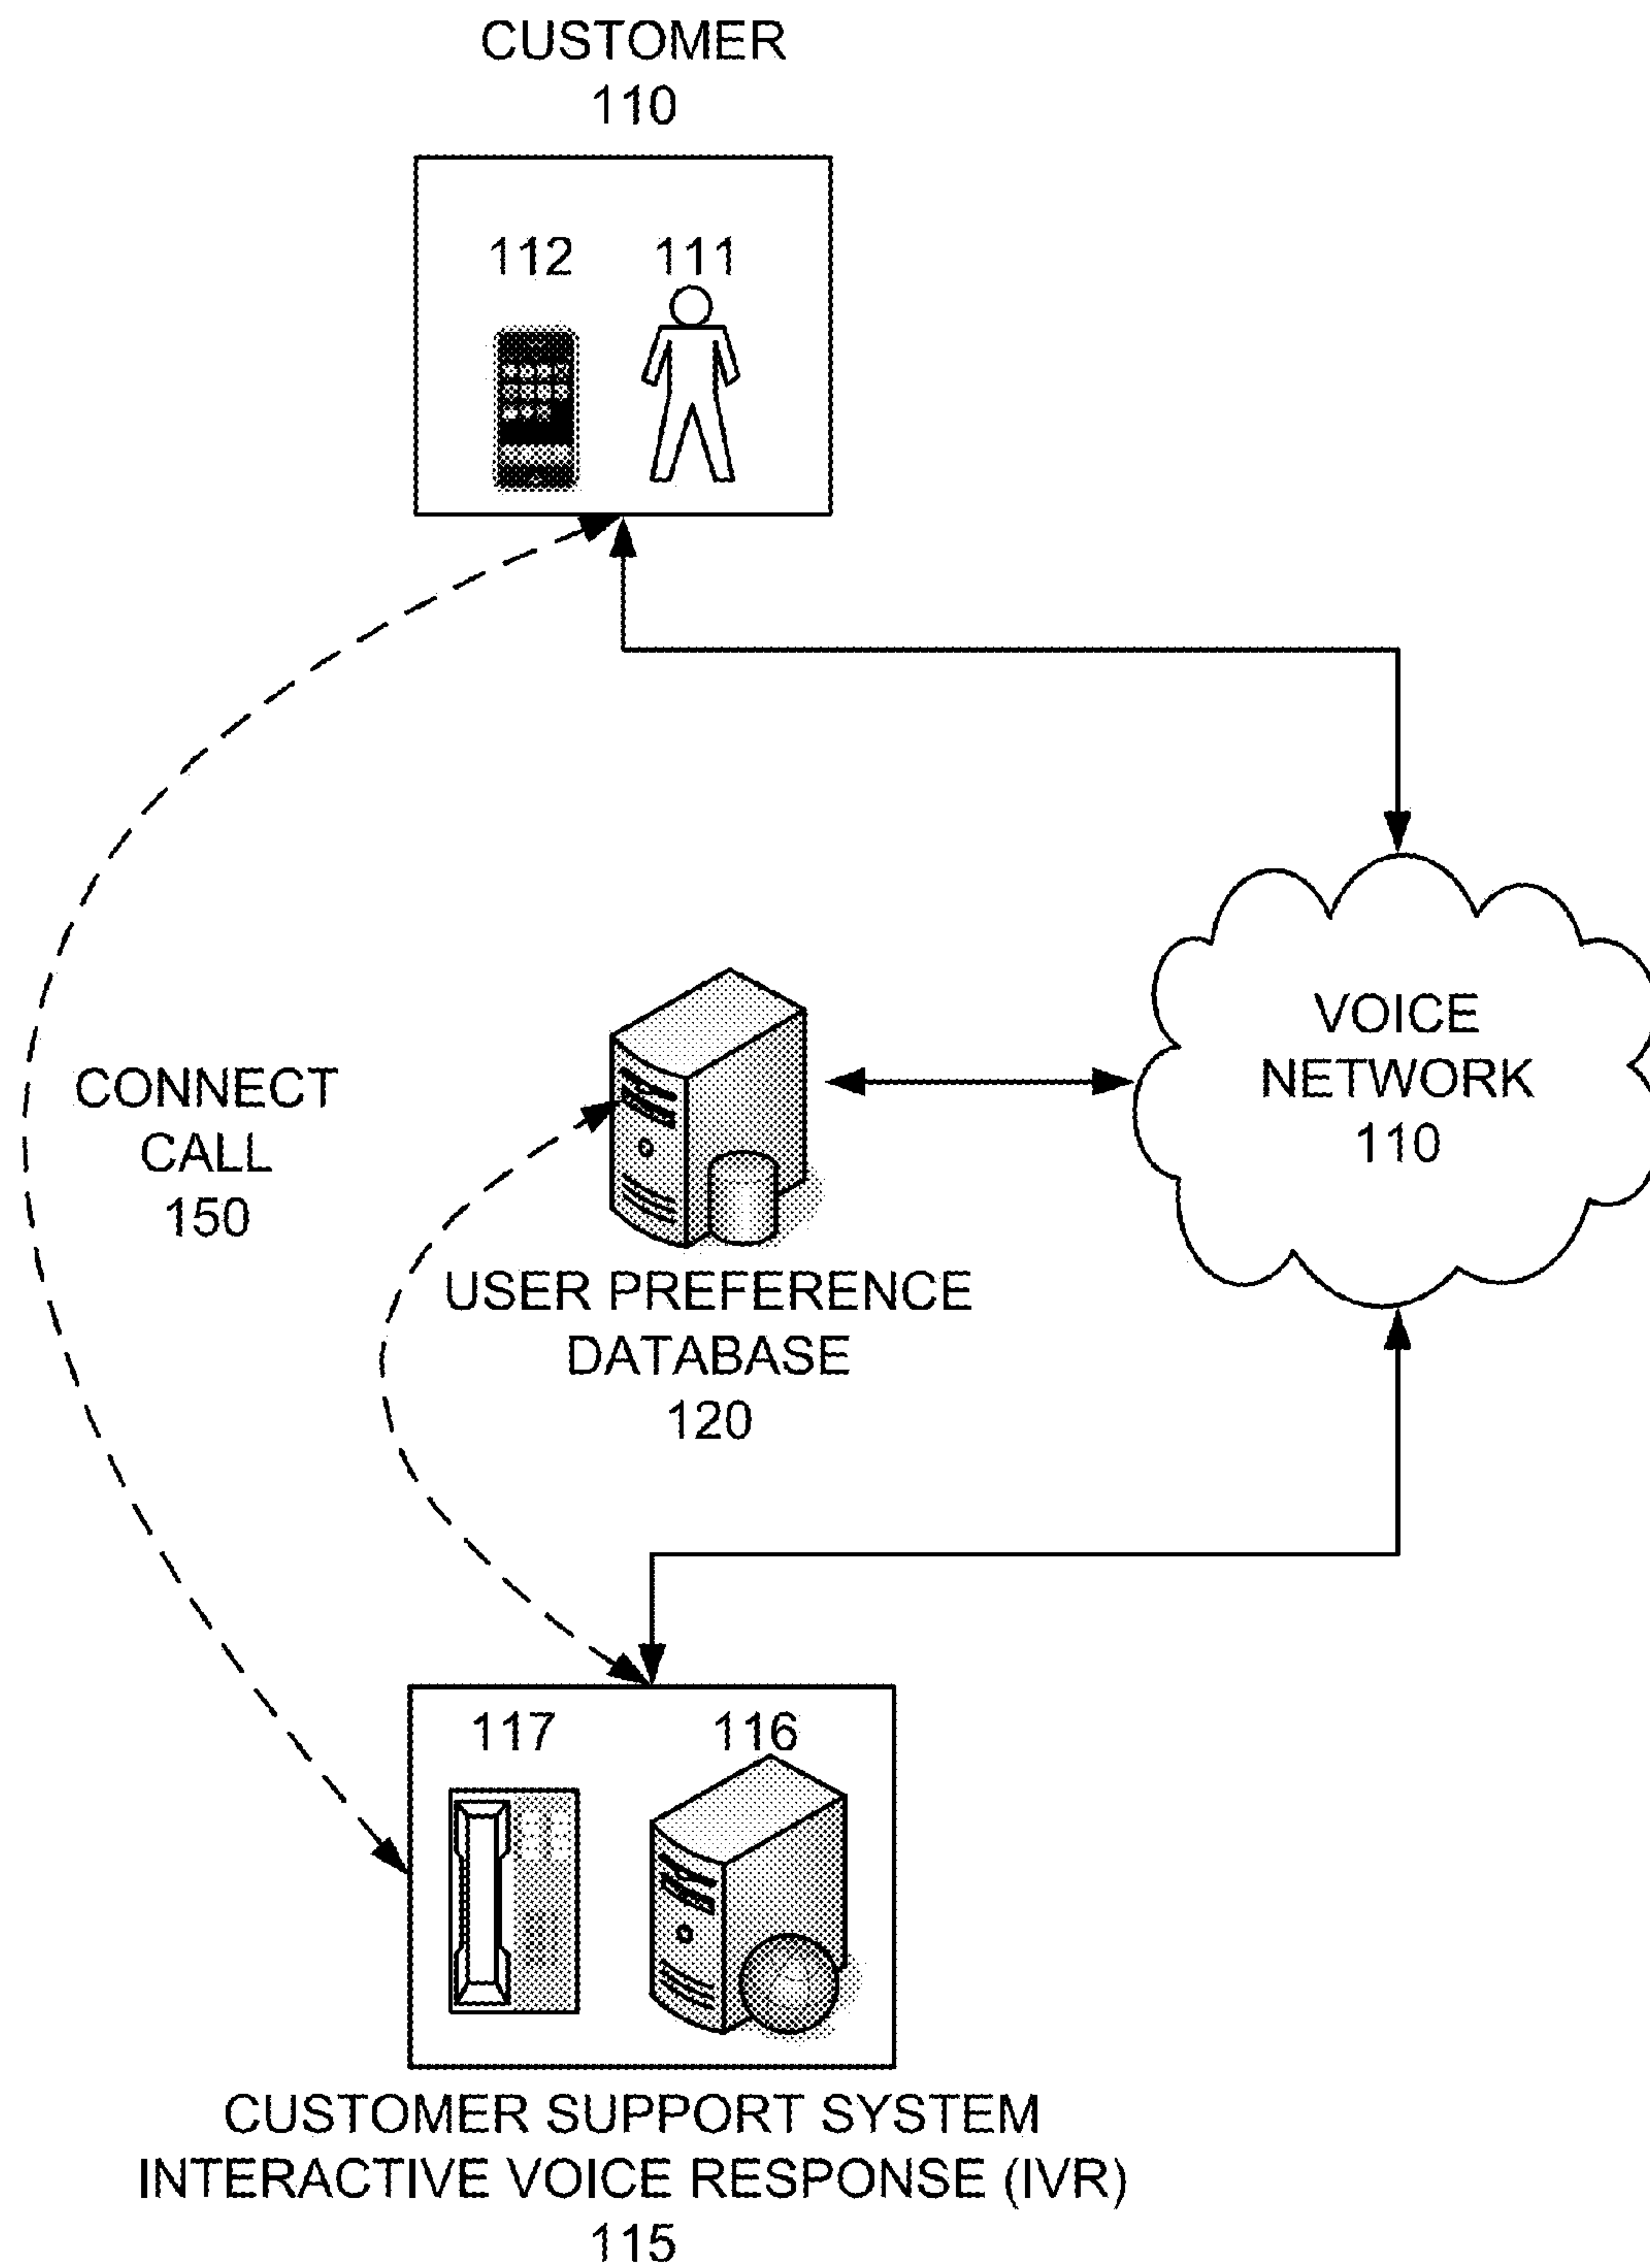 CUSTOMER
110
112
111
VOICE
NETWORK
110
CONNECT
CALL
150
USER PREFERENCE
DATABASE
120
117
116
CUSTOMER SUPPORT SYSTEM
INTERACTIVE VOICE RESPONSE (IVR)
115